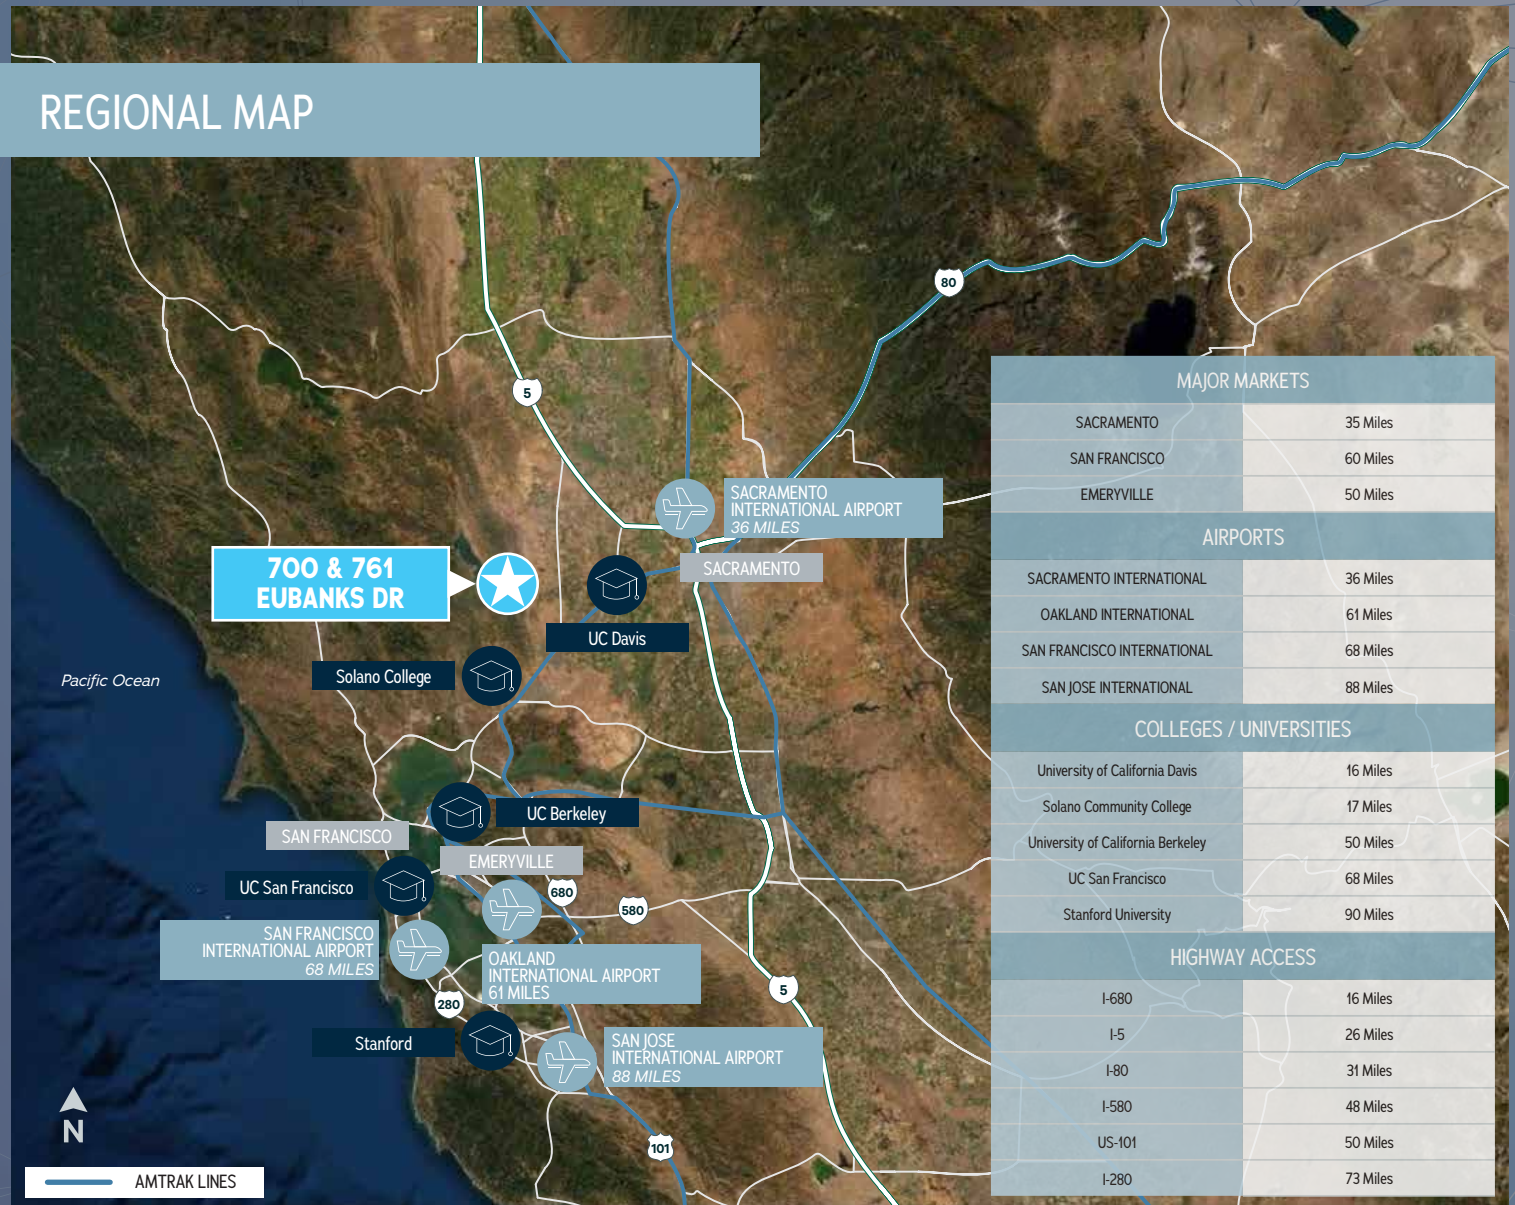 REGIONAL MAP
80
5
MAJOR MARKETS
SACRAMENTO 35 Miles
SAN FRANCISCO 60 Miles
EMERYVILLE 50 Miles
AIRPORTS
SACRAMENTO INTERNATIONAL 36 Miles
OAKLAND INTERNATIONAL 61 Miles
SAN FRANCISCO INTERNATIONAL 68 Miles
SAN JOSE INTERNATIONAL 88 Miles
COLLEGES / UNIVERSITIES
University of California Davis 16 Miles
Solano Community College 17 Miles
University of California Berkeley 50 Miles
UC San Francisco 68 Miles
Stanford University 90 Miles
HIGHWAY ACCESS
I-680 16 Miles
I-5 26 Miles
I-80 31 Miles
I-580 48 Miles
US-101 50 Miles
I-280 73 Miles
SACRAMENTO
INTERNATIONAL AIRPORT
36 MILES
700 & 761
EUBANKS DR
SACRAMENTO
UC Davis
Solano College
Pacific Ocean
UC Berkeley
SAN FRANCISCO
EMERYVILLE
UC San Francisco
680
580
SAN FRANCISCO
INTERNATIONAL AIRPORT
68 MILES
OAKLAND
INTERNATIONAL AIRPORT
61 MILES
5
280
Stanford
SAN JOSE
INTERNATIONAL AIRPORT
88 MILES
N
101
AMTRAK LINES